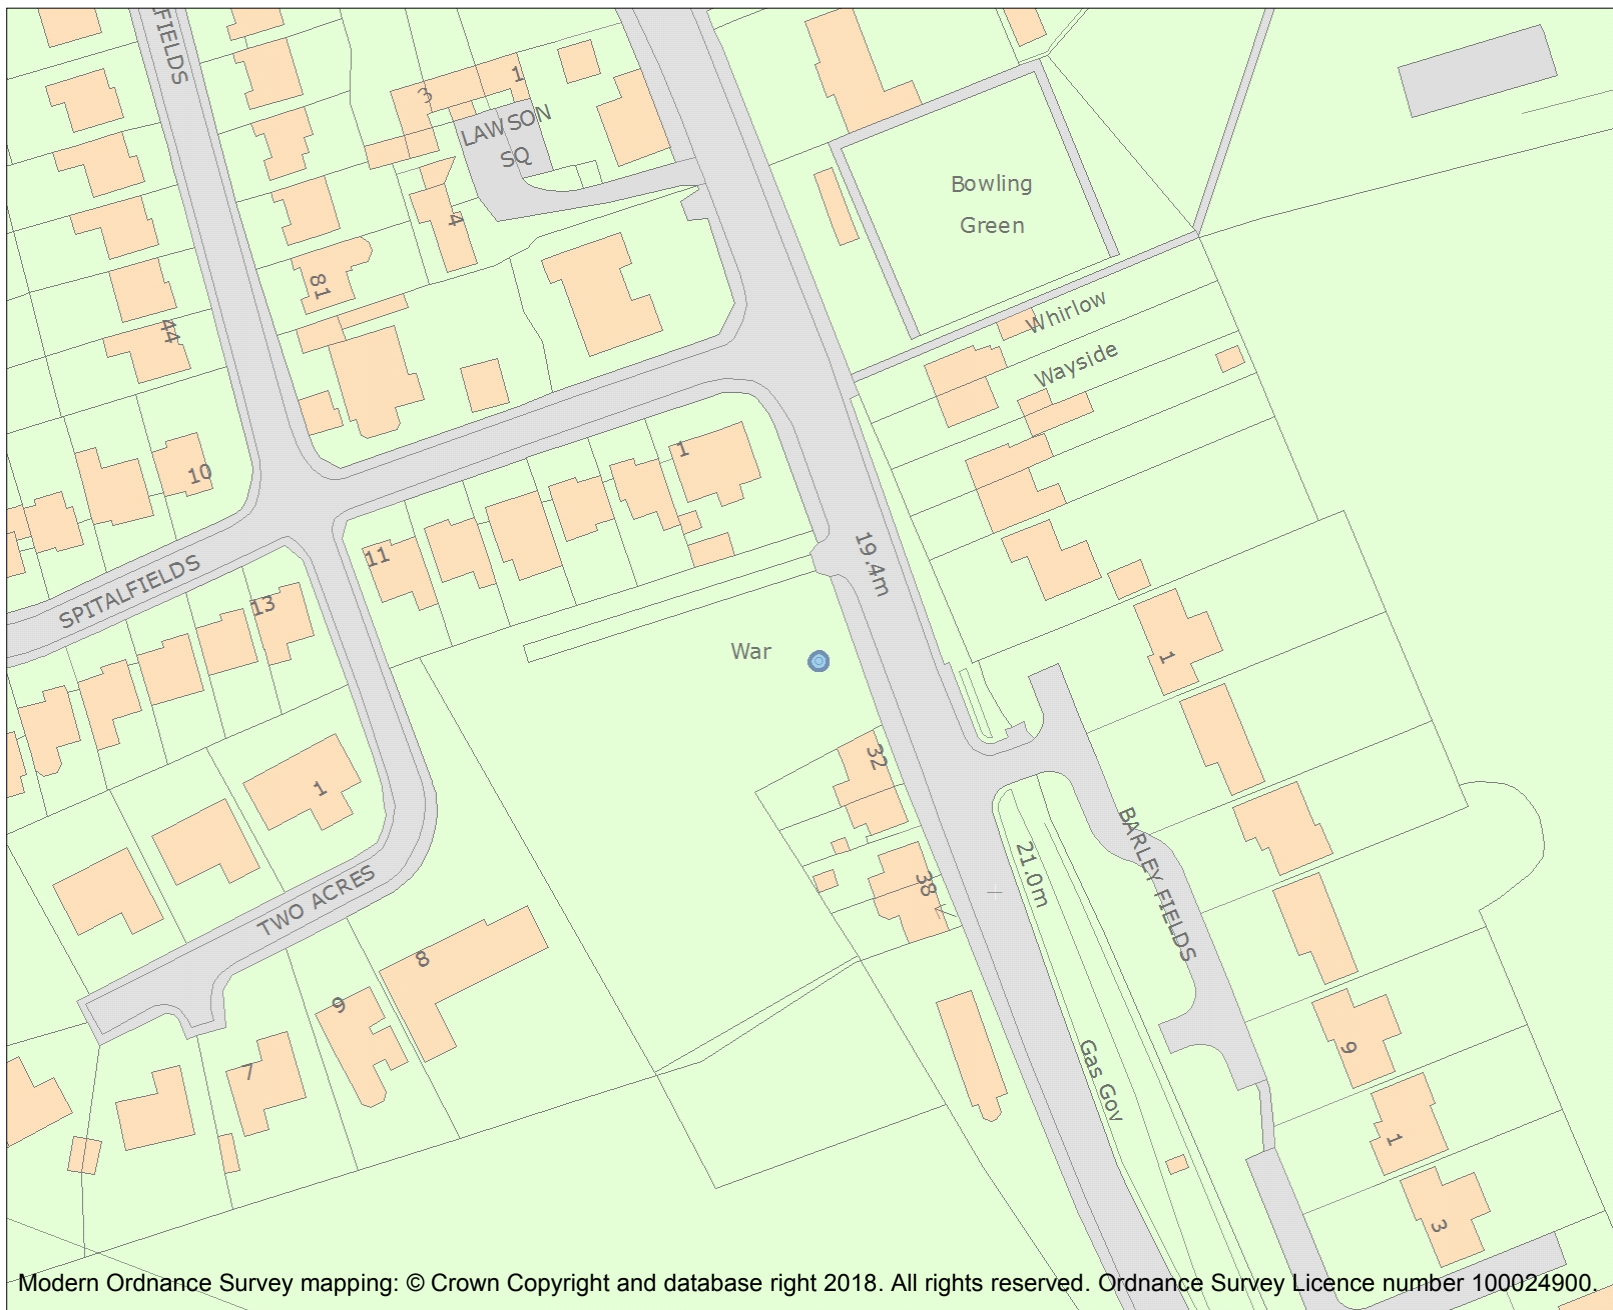 FIELDS
1
3
LAWSON
SQ
4
Bowling
Green
81
44
Whirlow
Wayside
10
1
11
19.4m
SPITALFIELDS
13
War
1
32
1
BARLEY FIELDS
21.0m
38
TWO ACRES
8
9
7
Gas Gov
9
1
3
Modern Ordnance Survey mapping: © Crown Copyright and database right 2018. All rights reserved. Ordnance Survey Licence number 100024900.